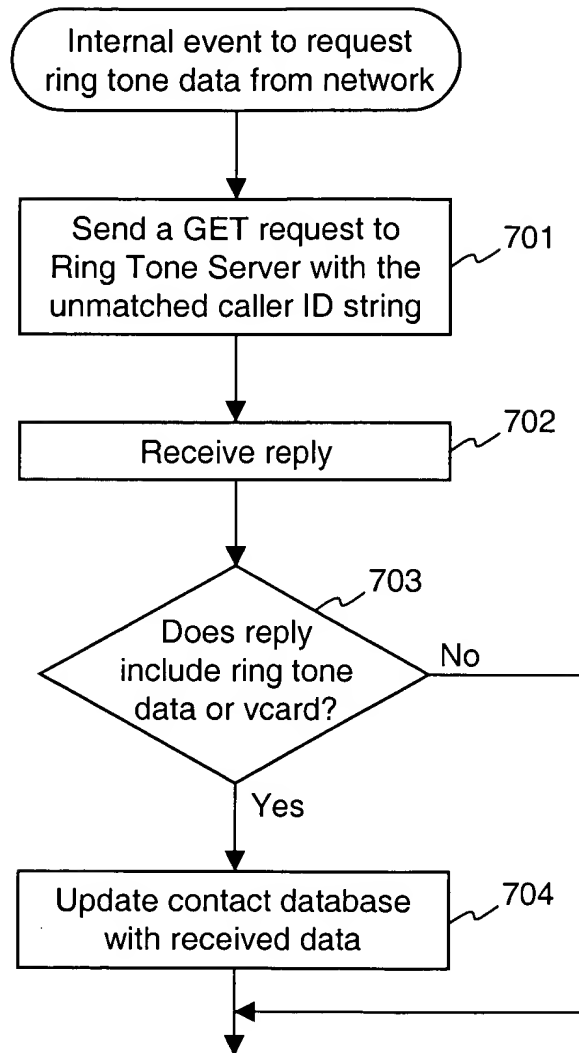 Internal event to request
ring tone data from network
Send a GET request to
Ring Tone Server with the
unmatched caller ID string
701
Receive reply
702
703
Does reply
include ring tone
data or vcard?
No
Yes
Update contact database
with received data
704